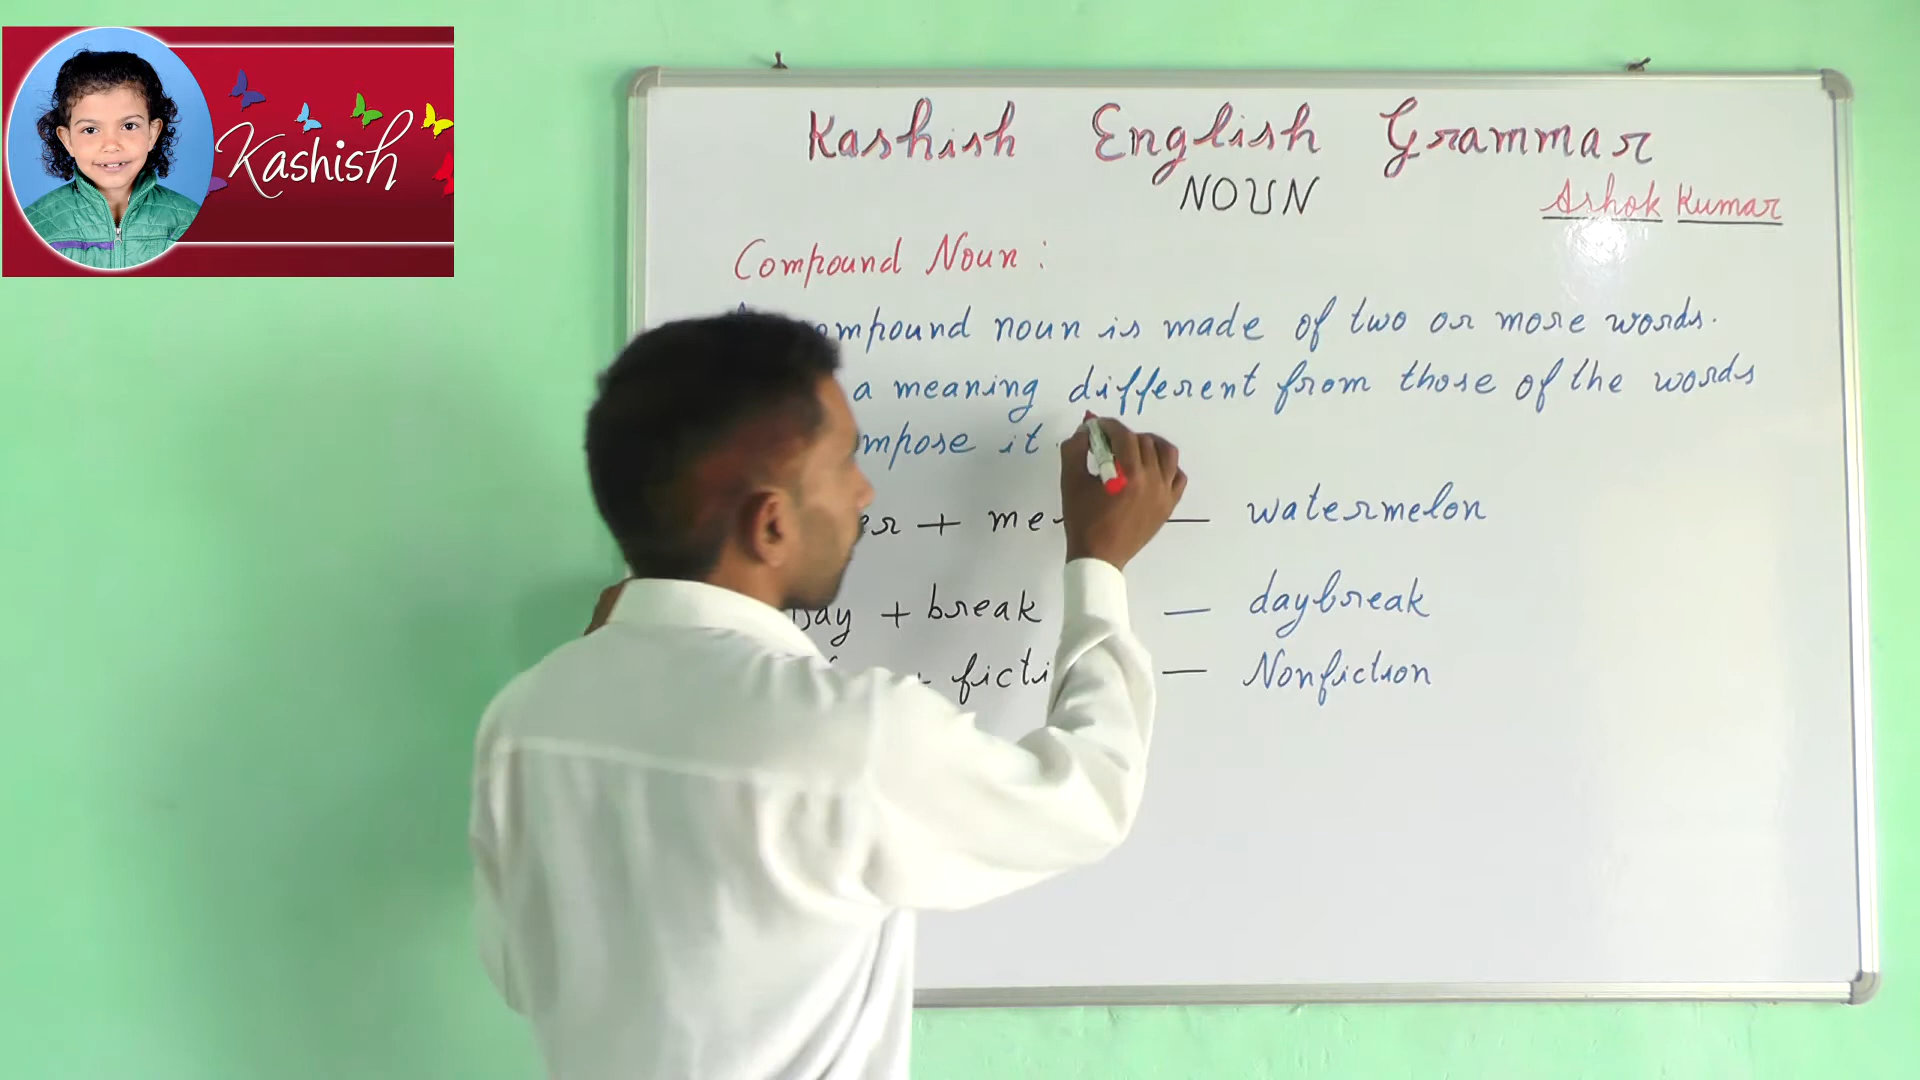 Kashish
Kashish English Grammar
NOUN
Ashok Kumar
Compound Noun :
ompound noun is made of two or more words.
a meaning different from those of the words
mpose it.
er + me — watermelon
Day + break — daybreak
+ ficti — Nonfiction